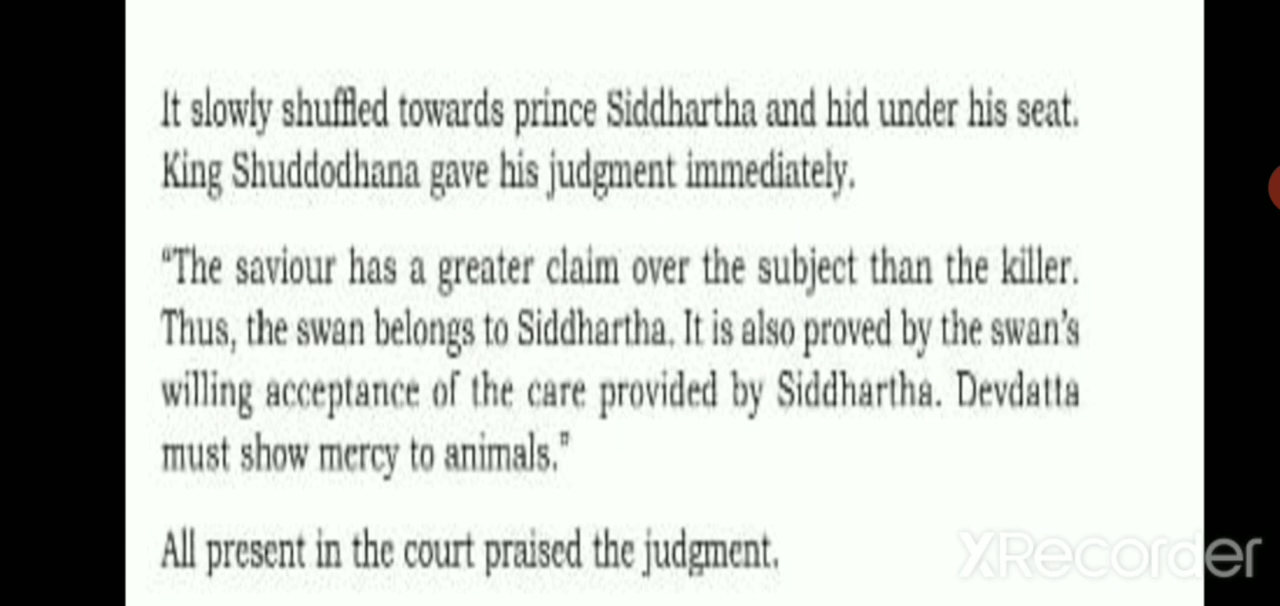 It slowly shuffled towards prince Siddhartha and hid under his seat.
King Shuddodhana gave his judgment immediately.
“The saviour has a greater claim over the subject than the killer.
Thus, the swan belongs to Siddhartha. It is also proved by the swan’s
willing acceptance of the care provided by Siddhartha. Devdatta
must show mercy to animals.”
All present in the court praised the judgment.
XRecorder